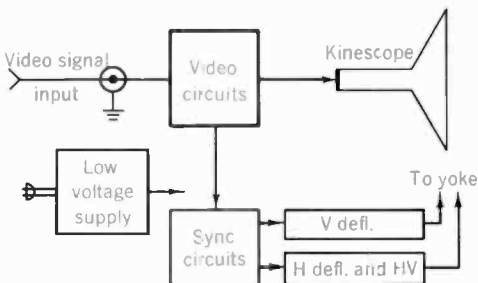 Video signal
input
Video
circuits
Kinescope
Low
voltage
supply
To yoke
Sync
circuits
V defl.
H defl. and HV